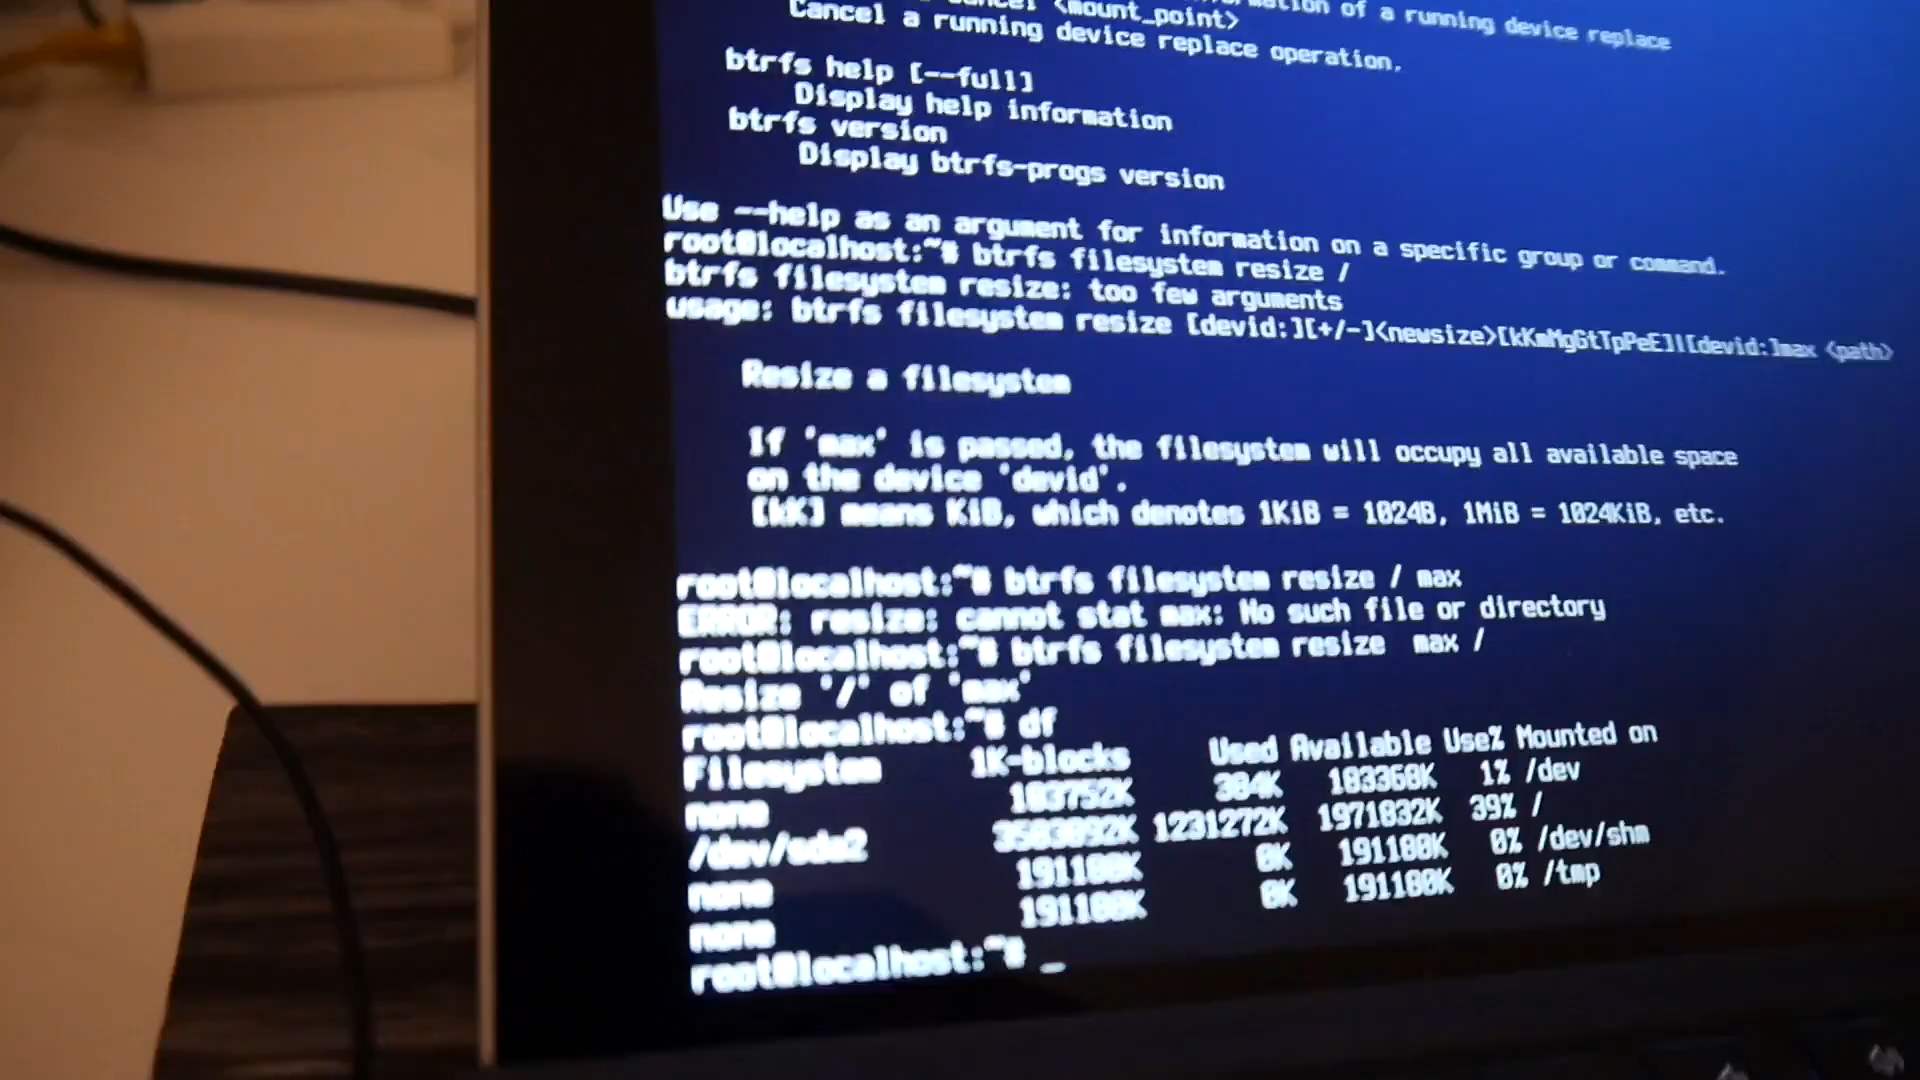 <mount_point> of a running device replace
Cancel a running device replace operation.
btrfs help [--full]
Display help information
btrfs version
Display btrfs-progs version
Use --help as an argument for information on a specific group or command.
root@localhost:~# btrfs filesystem resize /
btrfs filesystem resize: too few arguments
usage: btrfs filesystem resize [devid:][+/-]<newsize>[kKmMgGtTpPeE]|[devid:]max <path>
Resize a filesystem
If 'max' is passed, the filesystem will occupy all available space
on the device 'devid'.
[kK] means KiB, which denotes 1KiB = 1024B, 1MiB = 1024KiB, etc.
root@localhost:~# btrfs filesystem resize / max
ERROR: resize: cannot stat max: No such file or directory
root@localhost:~# btrfs filesystem resize  max /
Resize '/' of 'max'
root@localhost:~# df
Filesystem 1K-blocks Used Available Use% Mounted on
none 183752K 384K 183368K 1% /dev
/dev/sda2 3583092K 1231272K 1971832K 39% /
none 191180K 0K 191180K 0% /dev/shm
none 191180K 0K 191180K 0% /tmp
root@localhost:~# _